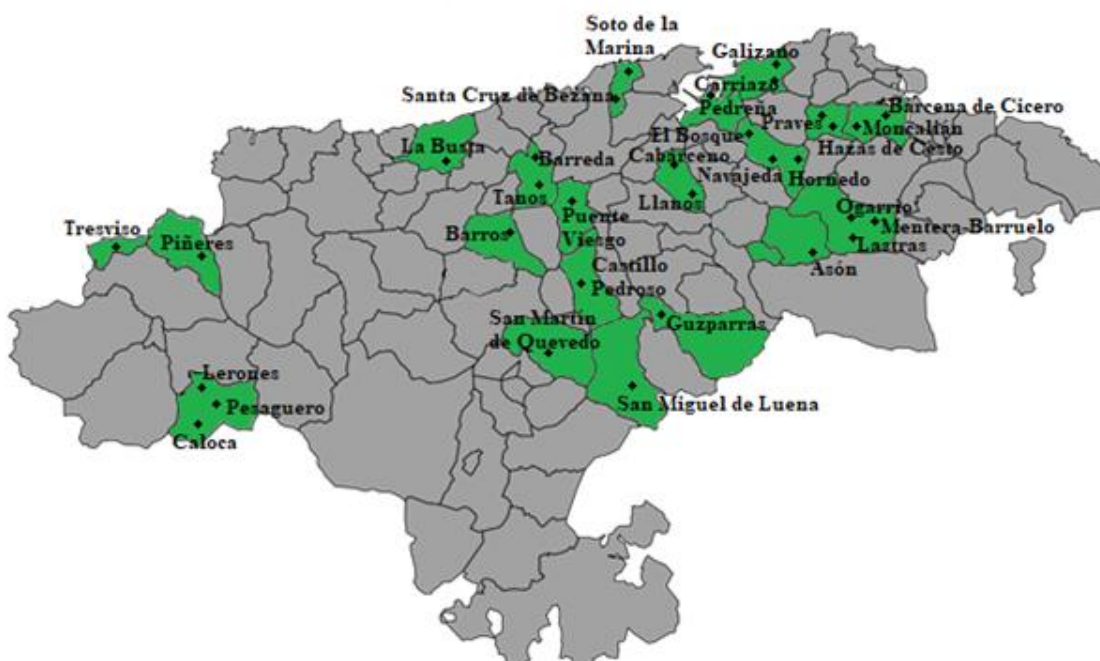 Soto de la
Marina
Galizano
Carriazo
Santa Cruz de Bezana
Pedreña
Bárcena de Cicero
Praves
Moncalián
El Bosque
Hazas de Cesto
La Busta
Barreda
Cabárceno
Navajeda
Hornedo
Tanos
Llanos
Puente
Viesgo
Ogarrio
Mentera-Barruelo
Tresviso
Piñeres
Barros
Laztras
Castillo
Pedroso
Asón
San Martín
de Quevedo
Guzparras
Lerones
Pesaguero
San Miguel de Luena
Caloca